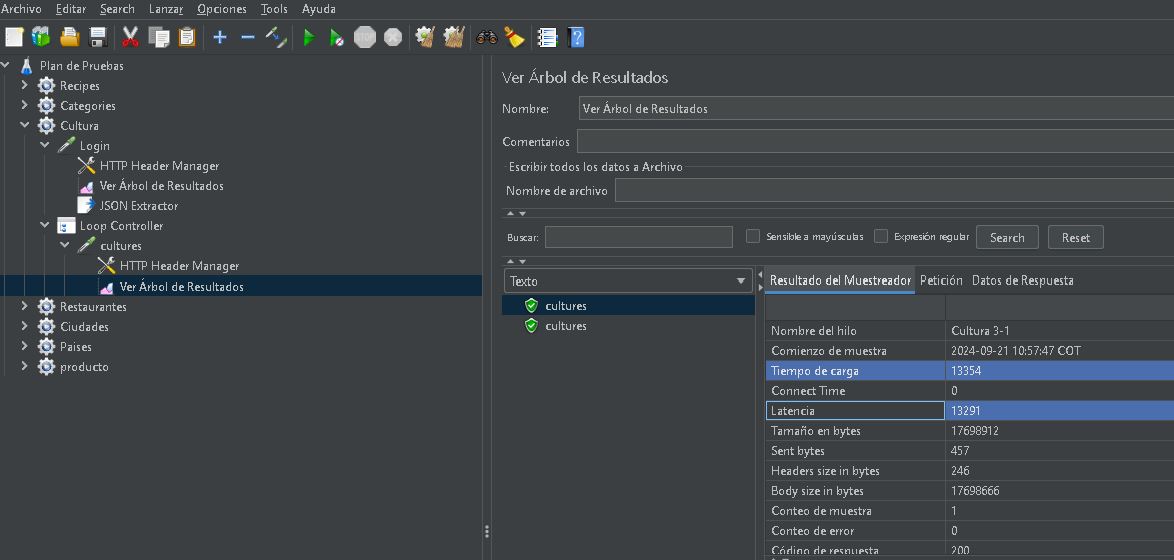 Archivo Editar Search Lanzar Opciones Tools Ayuda
STOP
Plan de Pruebas
Recipes
Categories
Cultura
Login
HTTP Header Manager
Ver Árbol de Resultados
JSON Extractor
Loop Controller
cultures
HTTP Header Manager
Ver Árbol de Resultados
Restaurantes
Ciudades
Paises
producto
Ver Árbol de Resultados
Nombre: Ver Árbol de Resultados
Comentarios
Escribir todos los datos a Archivo
Nombre de archivo
Buscar: Sensible a mayúsculas Expresión regular Search Reset
Texto
cultures
cultures
Resultado del Muestreador Petición Datos de Respuesta
Nombre del hilo Cultura 3-1
Comienzo de muestra 2024-09-21 10:57:47 COT
Tiempo de carga 13354
Connect Time 0
Latencia 13291
Tamaño en bytes 17698912
Sent bytes 457
Headers size in bytes 246
Body size in bytes 17698666
Conteo de muestra 1
Conteo de error 0
Código de respuesta 200